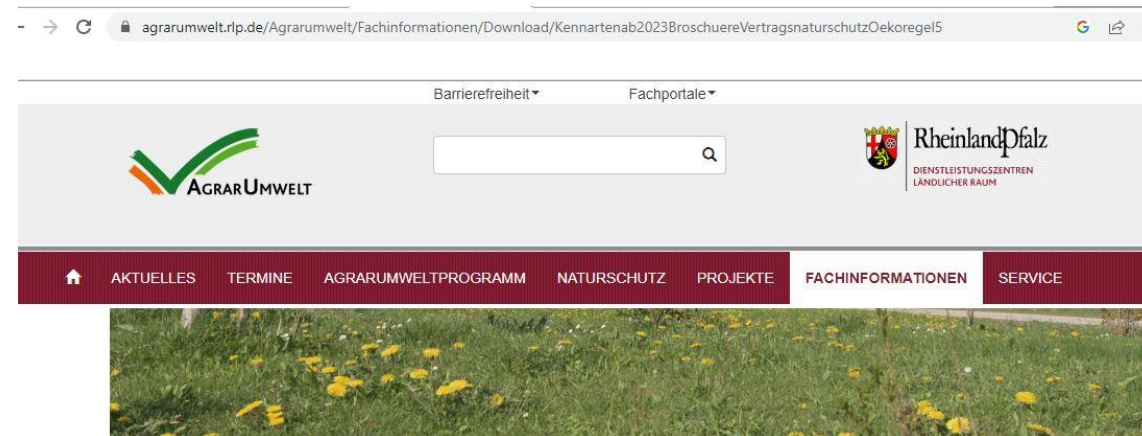 agrarumwelt.rlp.de/Agrarumwelt/Fachinformationen/Download/Kennartenab2023BroschuereVertragsnaturschutzOekoregel5
Barrierefreiheit Fachportale
AGRARUMWELT
RheinlandPfalz
DIENSTLEISTUNGSZENTREN
LÄNDLICHER RAUM
AKTUELLES TERMINE AGRARUMWELTPROGRAMM NATURSCHUTZ PROJEKTE FACHINFORMATIONEN SERVICE